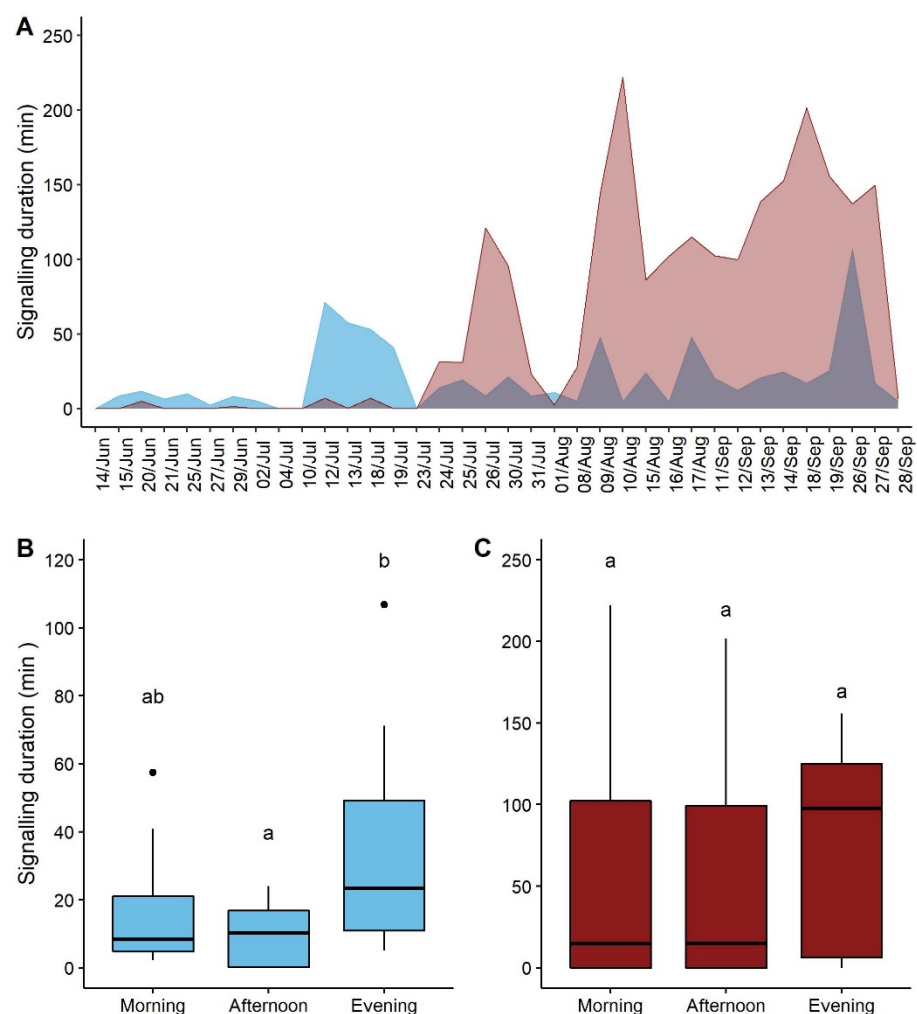 A
Signalling duration (min)
250
200
150
100
50
0
14/Jun
15/Jun
20/Jun
21/Jun
25/Jun
27/Jun
29/Jun
02/Jul
04/Jul
10/Jul
12/Jul
13/Jul
18/Jul
19/Jul
23/Jul
24/Jul
25/Jul
26/Jul
30/Jul
31/Jul
01/Aug
08/Aug
09/Aug
10/Aug
15/Aug
16/Aug
17/Aug
11/Sep
12/Sep
13/Sep
14/Sep
18/Sep
19/Sep
26/Sep
27/Sep
28/Sep
B
Signalling duration (min )
120
100
80
60
40
20
0
ab
a
b
Morning Afternoon Evening
C
250
200
150
100
50
0
a
a
a
Morning Afternoon Evening